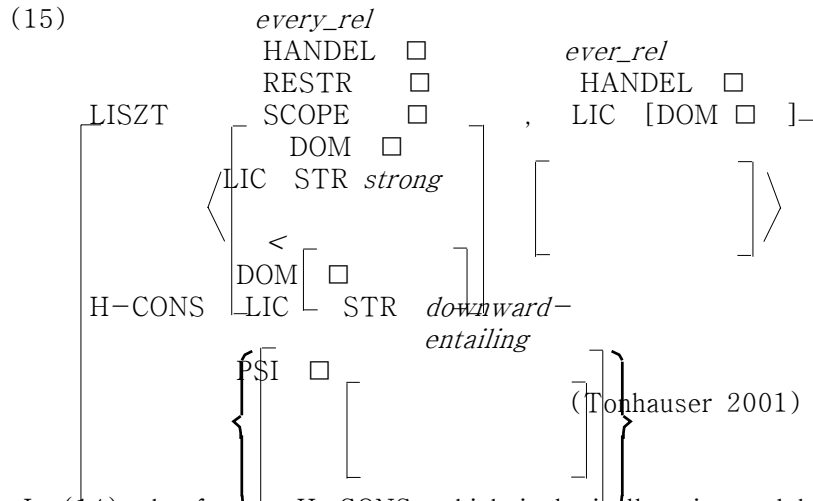 (15)
every_rel
HANDEL □ ever_rel
RESTR □ HANDEL □
LISZT SCOPE □ , LIC [DOM □ ]
DOM □
LIC STR strong
<
DOM □
H-CONS LIC STR downward-
entailing
PSI □
(Tonhauser 2001)